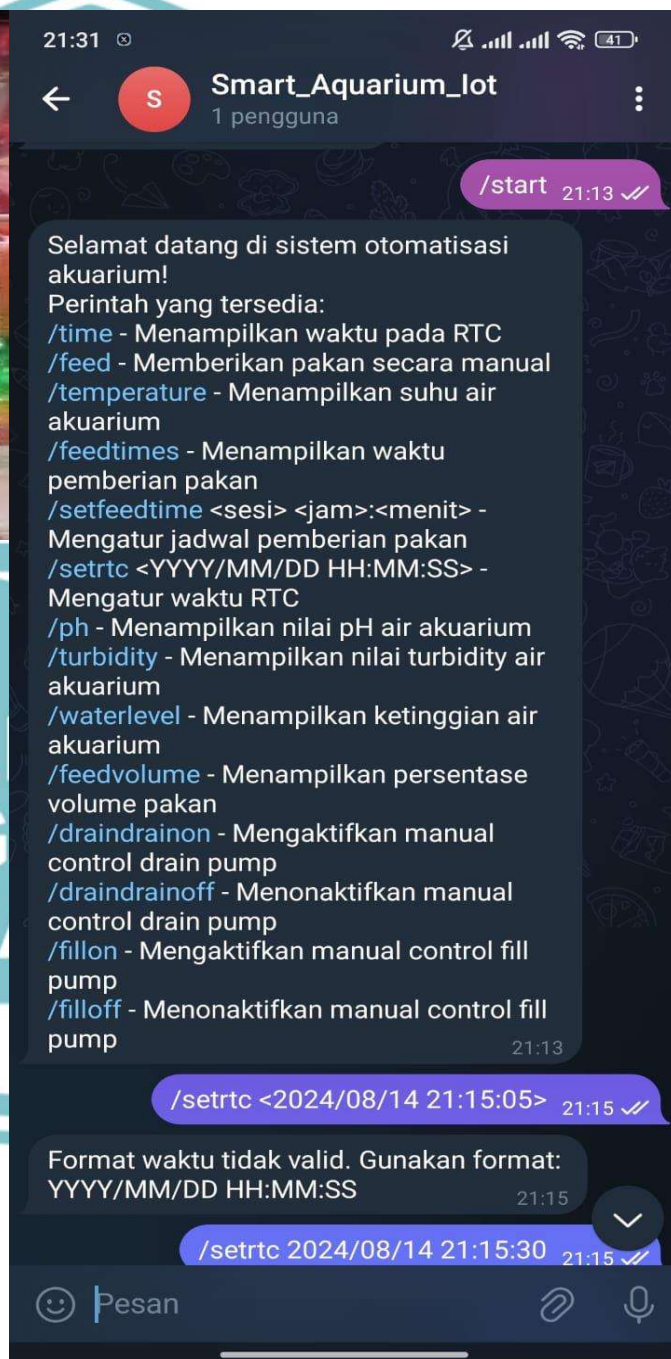 21:31
41
S
Smart_Aquarium_Iot
1 pengguna
/start 21:13
Selamat datang di sistem otomatisasi
akuarium!
Perintah yang tersedia:
/time - Menampilkan waktu pada RTC
/feed - Memberikan pakan secara manual
/temperature - Menampilkan suhu air
akuarium
/feedtimes - Menampilkan waktu
pemberian pakan
/setfeedtime <sesi> <jam>:<menit> -
Mengatur jadwal pemberian pakan
/setrtc <YYYY/MM/DD HH:MM:SS> -
Mengatur waktu RTC
/ph - Menampilkan nilai pH air akuarium
/turbidity - Menampilkan nilai turbidity air
akuarium
/waterlevel - Menampilkan ketinggian air
akuarium
/feedvolume - Menampilkan persentase
volume pakan
/draindrainon - Mengaktifkan manual
control drain pump
/draindrainoff - Menonaktifkan manual
control drain pump
/fillon - Mengaktifkan manual control fill
pump
/filloff - Menonaktifkan manual control fill
pump 21:13
/setrtc <2024/08/14 21:15:05> 21:15
Format waktu tidak valid. Gunakan format:
YYYY/MM/DD HH:MM:SS 21:15
/setrtc 2024/08/14 21:15:30 21:15
Pesan